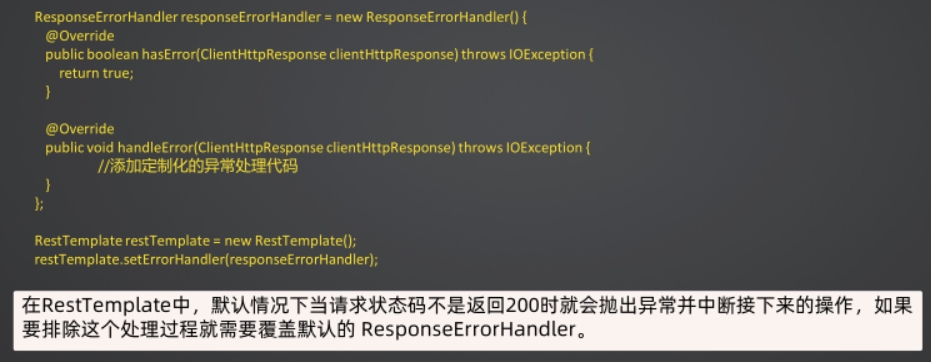 ResponseErrorHandler responseErrorHandler = new ResponseErrorHandler() {
@Override
public boolean hasError(ClientHttpResponse clientHttpResponse) throws IOException {
return true;
}
@Override
public void handleError(ClientHttpResponse clientHttpResponse) throws IOException {
//添加定制化的异常处理代码
}
};
RestTemplate restTemplate = new RestTemplate();
restTemplate.setErrorHandler(responseErrorHandler);
在RestTemplate中，默认情况下当请求状态码不是返回200时就会抛出异常并中断接下来的操作，如果
要排除这个处理过程就需要覆盖默认的 ResponseErrorHandler。